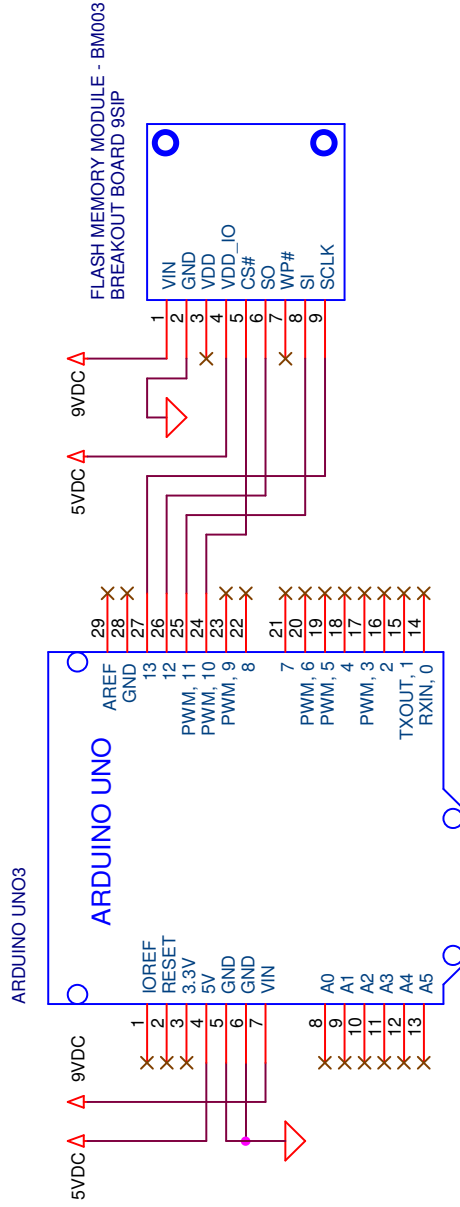 FLASH MEMORY MODULE - BM003
BREAKOUT BOARD 9SIP
1 VIN
2 GND
3 VDD
4 VDD_IO
5 CS#
6 SO
7 WP#
8 SI
9 SCLK
9VDC
5VDC
ARDUINO UNO3
ARDUINO UNO
29 AREF
28 GND
27 13
26 12
25 PWM, 11
24 PWM, 10
23 PWM, 9
22 8
21 7
20 PWM, 6
19 PWM, 5
18 4
17 PWM, 3
16 2
15 TXOUT, 1
14 RXIN, 0
1 IOREF
2 RESET
3 3.3V
4 5V
5 GND
6 GND
7 VIN
8 A0
9 A1
10 A2
11 A3
12 A4
13 A5
9VDC
5VDC